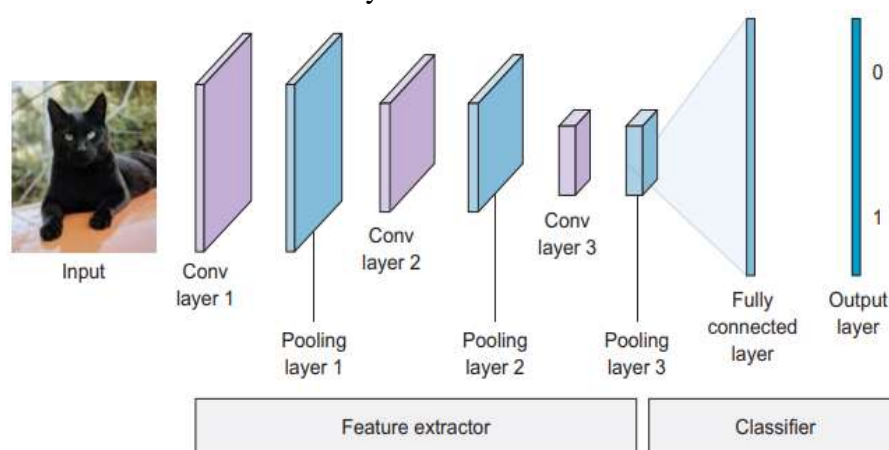 y
0
1
Input
Conv
layer 1
Pooling
layer 1
Conv
layer 2
Pooling
layer 2
Conv
layer 3
Pooling
layer 3
Fully
connected
layer
Output
layer
Feature extractor
Classifier